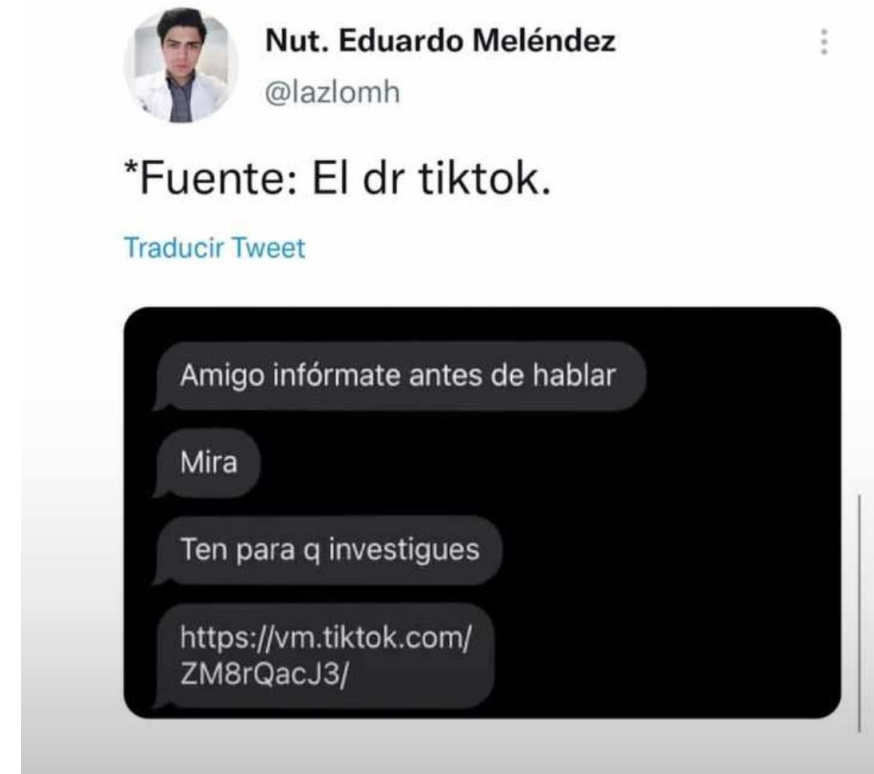 Nut. Eduardo Meléndez
@lazlomh
*Fuente: El dr tiktok.
Traducir Tweet
Amigo infórmate antes de hablar
Mira
Ten para q investigues
https://vm.tiktok.com/
ZM8rQacJ3/